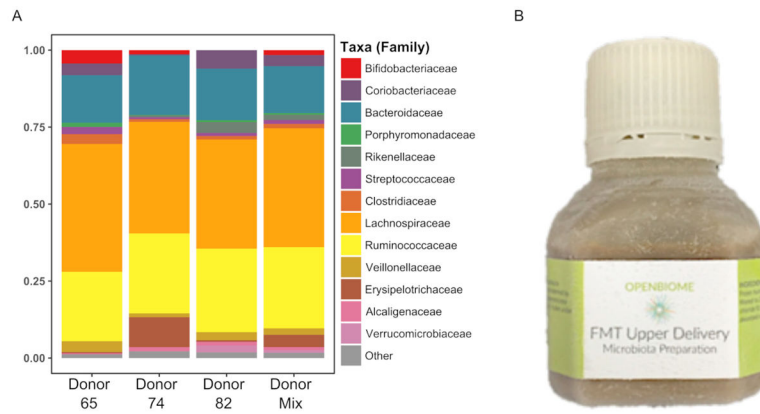 A
B
1.00
0.75
0.50
0.25
0.00
Donor
65
Donor
74
Donor
82
Donor
Mix
Taxa (Family)
Bifidobacteriaceae
Coriobacteriaceae
Bacteroidaceae
Porphyromonadaceae
Rikenellaceae
Streptococcaceae
Clostridiaceae
Lachnospiraceae
Ruminococcaceae
Veillonellaceae
Erysipelotrichaceae
Alcaligenaceae
Verrucomicrobiaceae
Other
OPENBIOME
FMT Upper Delivery
Microbiota Preparation